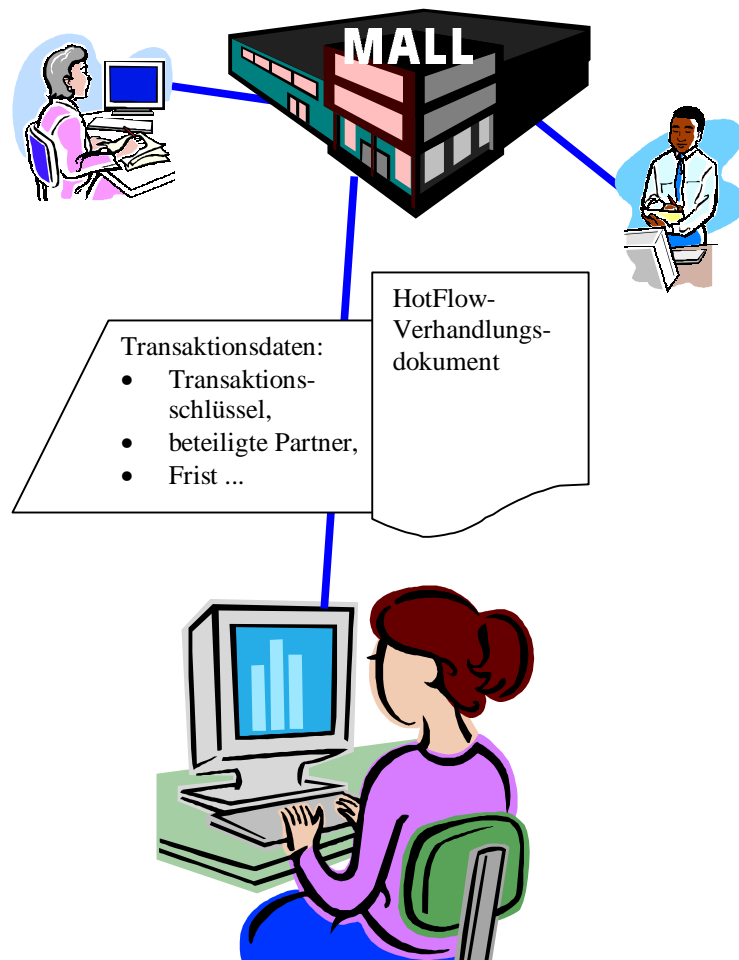 MALL
HotFlow-
Verhandlungs-
dokument
Transaktionsdaten:
• Transaktions-
schlüssel,
• beteiligte Partner,
• Frist ...